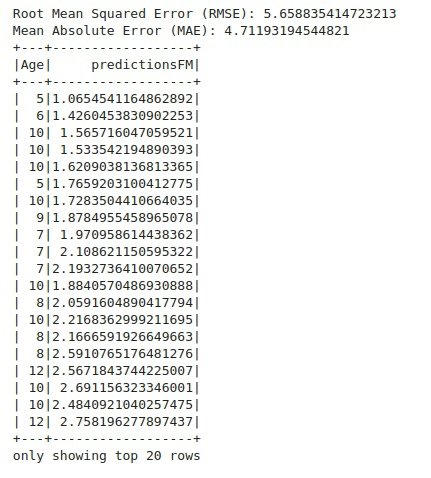 Root Mean Squared Error (RMSE): 5.658835414723213
Mean Absolute Error (MAE): 4.71193194544821
+---+------------------+
|Age|     predictionsFM|
+---+------------------+
|  5|1.0654541164862892|
|  6|1.4260453830902253|
| 10| 1.565716047059521|
| 10| 1.533542194890393|
| 10|1.6209038136813365|
|  5|1.7659203100412775|
| 10|1.7283504410664035|
|  9|1.8784955458965078|
|  7| 1.970958614438362|
|  7| 2.108621150595322|
|  7|2.1932736410070652|
| 10|1.8840570486930888|
|  8|2.0591604890417794|
| 10|2.2168362999211695|
|  8|2.1666591926649663|
|  8|2.5910765176481276|
| 12|2.5671843744225007|
| 10| 2.691156323346001|
| 10|2.4840921040257475|
| 12| 2.758196277897437|
+---+------------------+
only showing top 20 rows